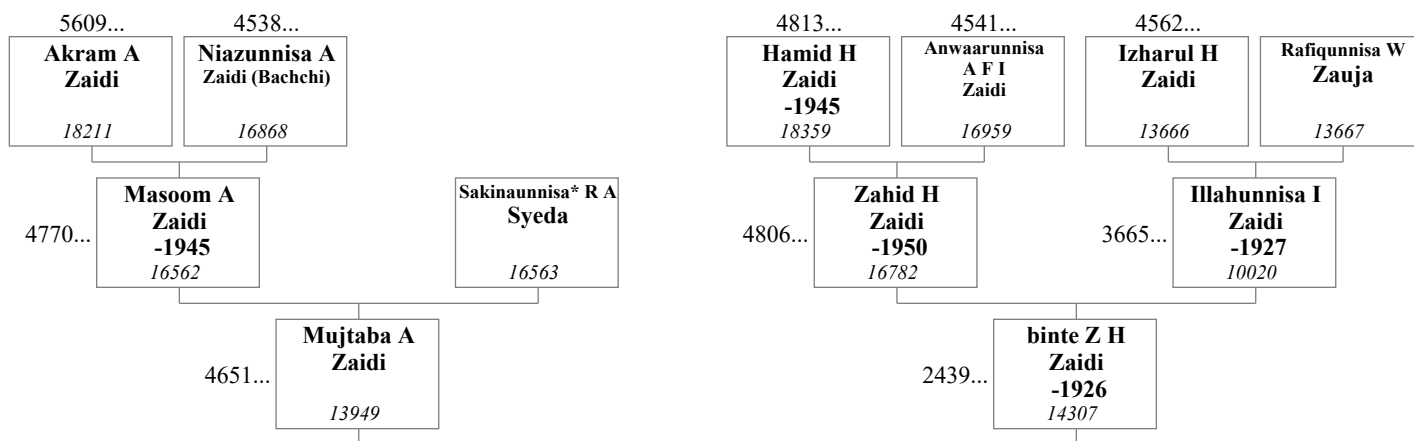 5609...
4538...
4813...
4541...
4562...
Akram A
Zaidi
18211
Niazunnisa A
Zaidi (Bachchi)
16868
Hamid H
Zaidi
-1945
18359
Anwaarunnisa
A F I
Zaidi
16959
Izharul H
Zaidi
13666
Rafiqunnisa W
Zauja
13667
4770...
Masoom A
Zaidi
-1945
16562
Sakinaunnisa* R A
Syeda
16563
4806...
Zahid H
Zaidi
-1950
16782
3665...
Illahunnisa I
Zaidi
-1927
10020
4651...
Mujtaba A
Zaidi
13949
2439...
binte Z H
Zaidi
-1926
14307